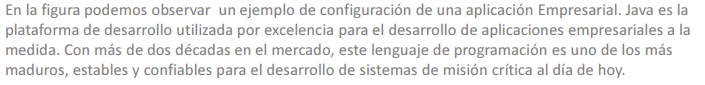 En la figura podemos observar  un ejemplo de configuración de una aplicación Empresarial. Java es la
plataforma de desarrollo utilizada por excelencia para el desarrollo de aplicaciones empresariales a la
medida. Con más de dos décadas en el mercado, este lenguaje de programación es uno de los más
maduros, estables y confiables para el desarrollo de sistemas de misión crítica al día de hoy.